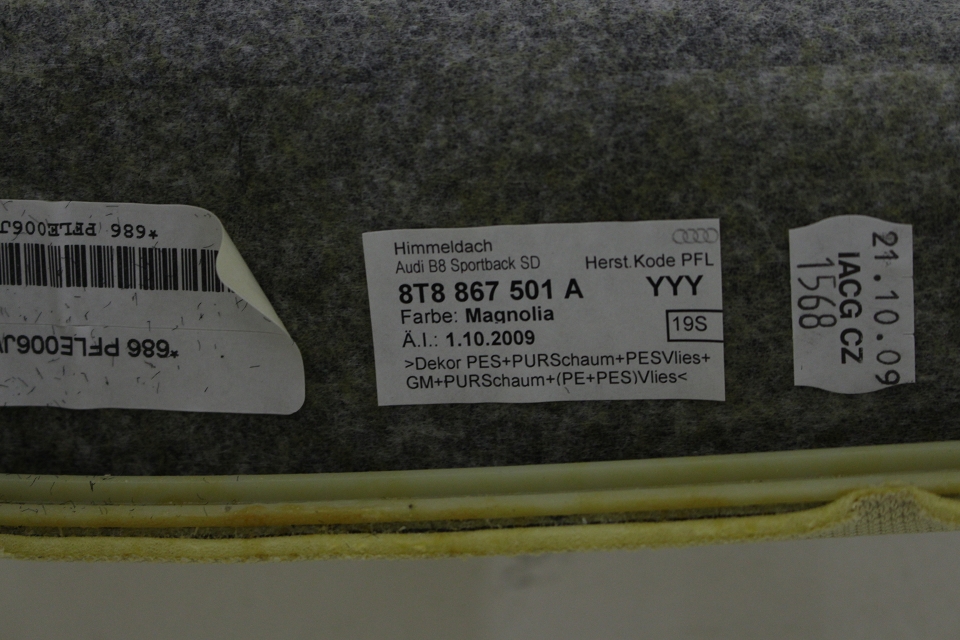 *686 PFLE006J
*686 PFLE006J
Himmeldach
Audi B8 Sportback SD
Herst.Kode PFL
8T8 867 501 A
YYY
Farbe: Magnolia
19S
Ä.I.: 1.10.2009
>Dekor PES+PURSchaum+PESVlies+
GM+PURSchaum+(PE+PES)Vlies<
21.10.09
IACG CZ
1568